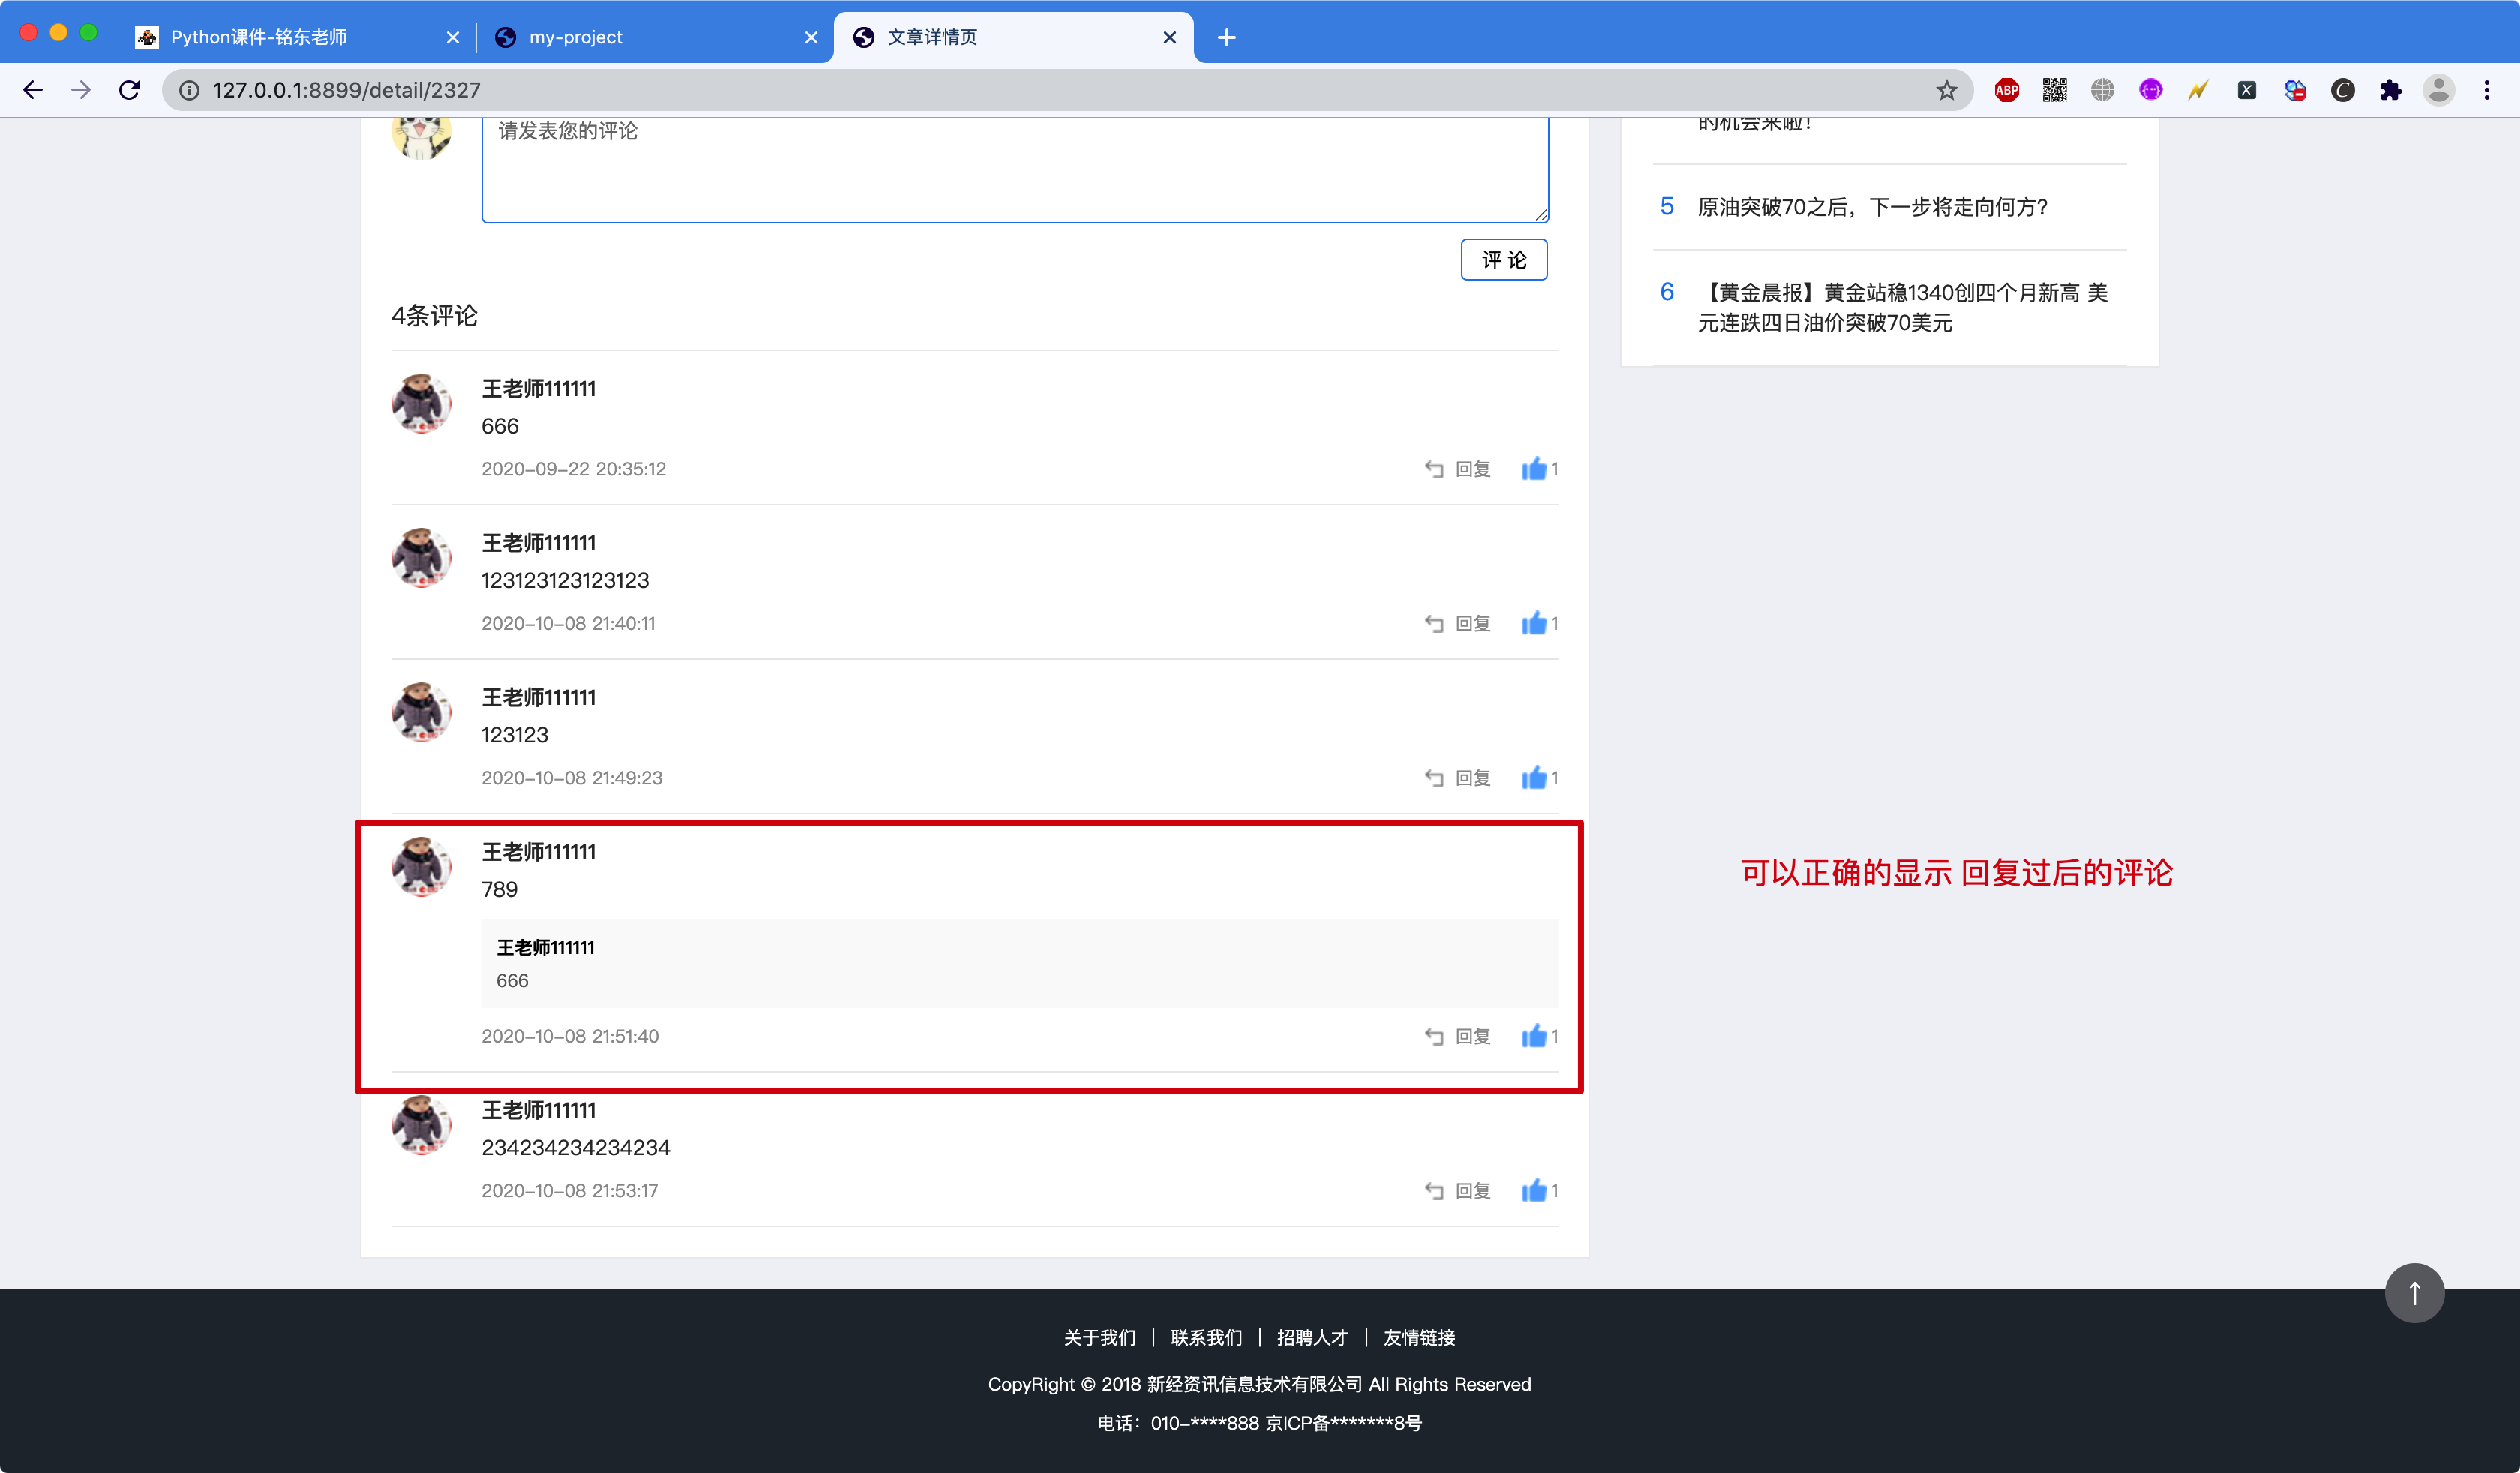 Python课件-铭东老师
my-project
文章详情页
127.0.0.1:8899/detail/2327
ABP
请发表您的评论
评 论
4条评论
王老师111111
666
2020-09-22 20:35:12
回复
1
王老师111111
123123123123123
2020-10-08 21:40:11
回复
1
王老师111111
123123
2020-10-08 21:49:23
回复
1
王老师111111
789
王老师111111
666
2020-10-08 21:51:40
回复
1
王老师111111
234234234234234
2020-10-08 21:53:17
回复
1
的机会来啦！
5 原油突破70之后，下一步将走向何方？
6 【黄金晨报】黄金站稳1340创四个月新高 美
元连跌四日油价突破70美元
可以正确的显示 回复过后的评论
关于我们 | 联系我们 | 招聘人才 | 友情链接
CopyRight © 2018 新经资讯信息技术有限公司 All Rights Reserved
电话：010-****888 京ICP备*******8号